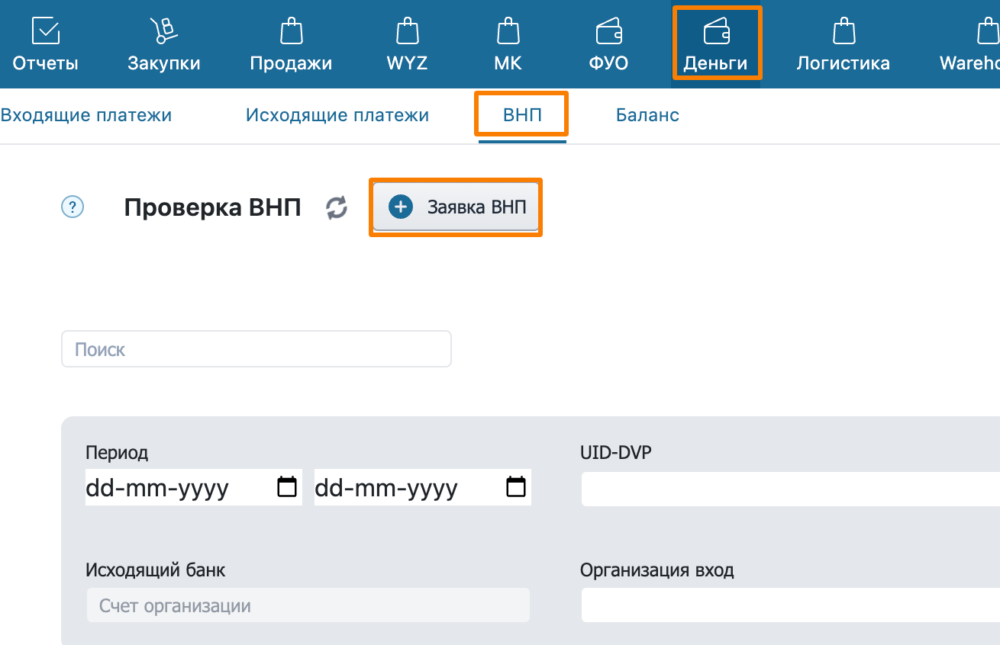 Отчеты Закупки Продажи WYZ МК ФУО Деньги Логистика
Входящие платежи Исходящие платежи ВНП Баланс
? Проверка ВНП Заявка ВНП
Поиск
Период UID-DVP
dd-mm-yyyy dd-mm-yyyy
Исходящий банк Организация вход
Счет организации